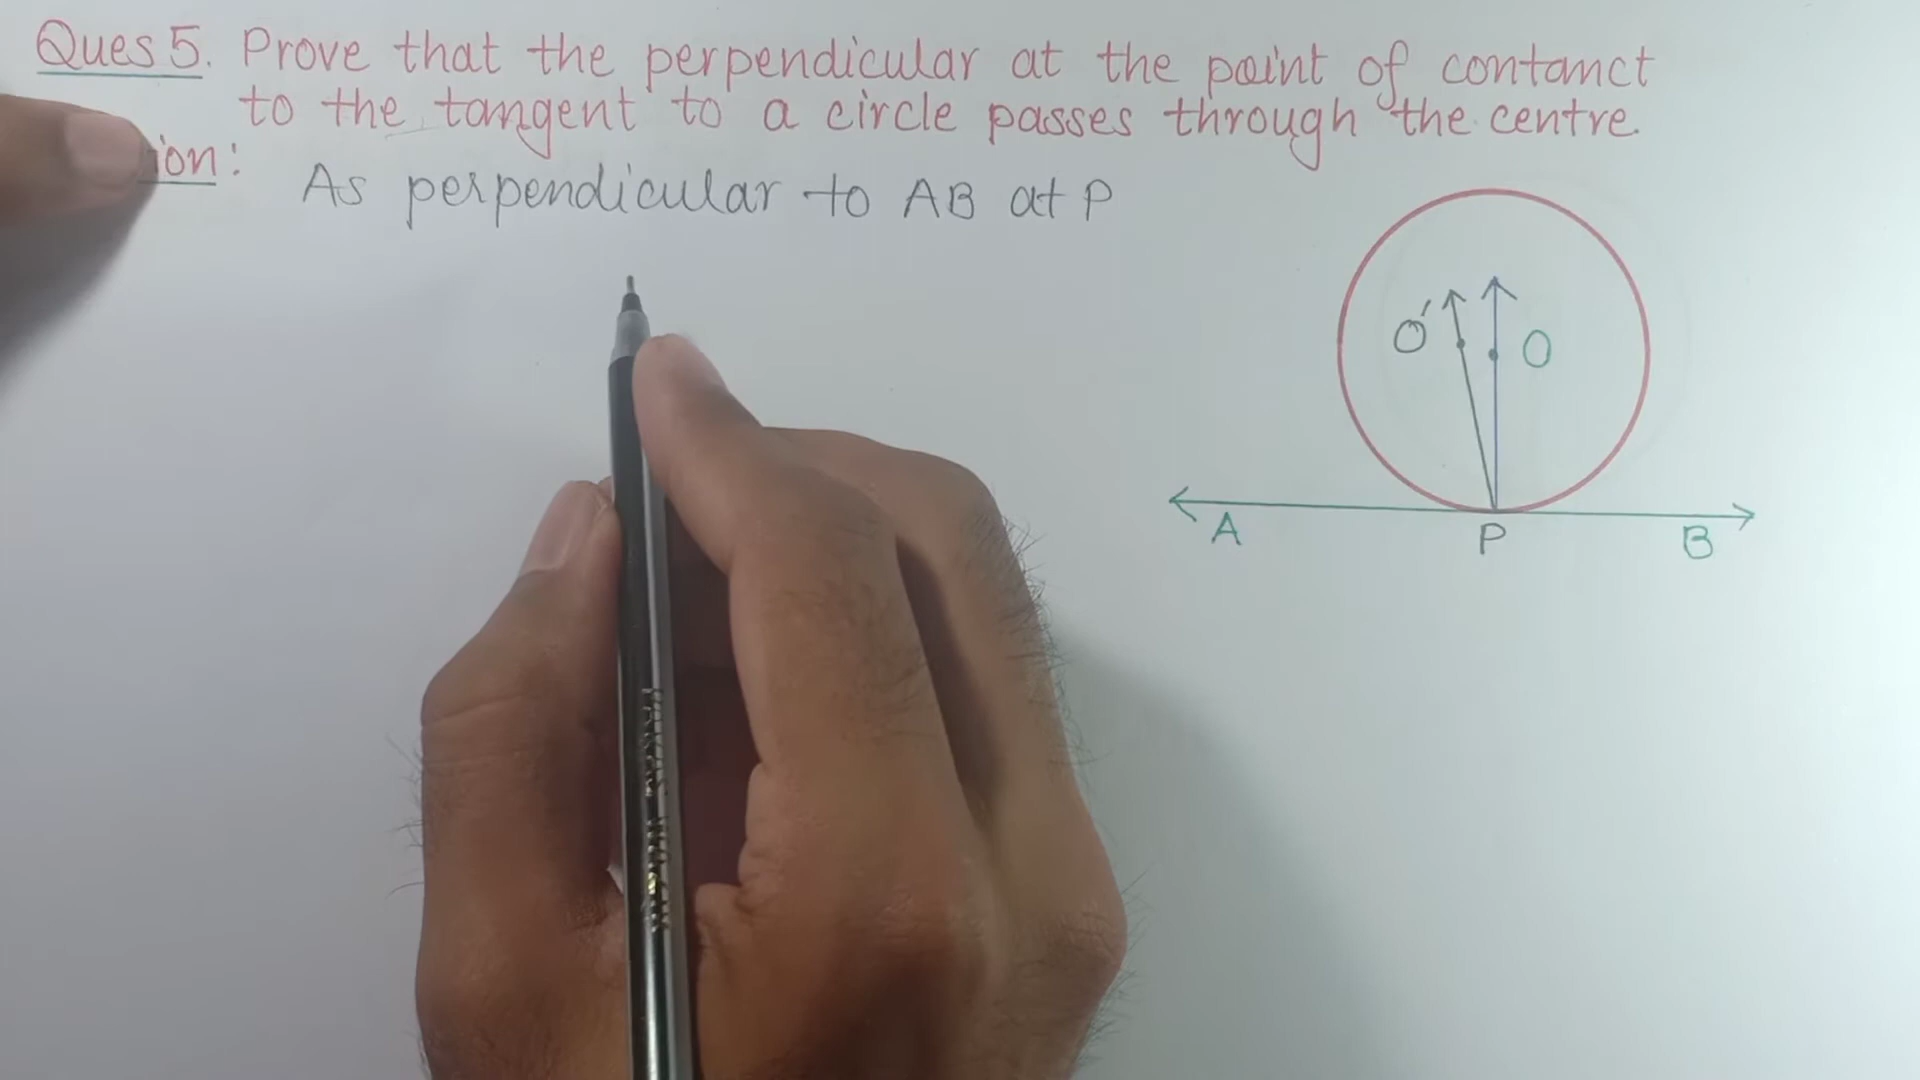 Ques 5. Prove that the perpendicular at the point of contanct
to the tangent to a circle passes through the centre.
ion:
As perpendicular to AB at P
O' O
A P B